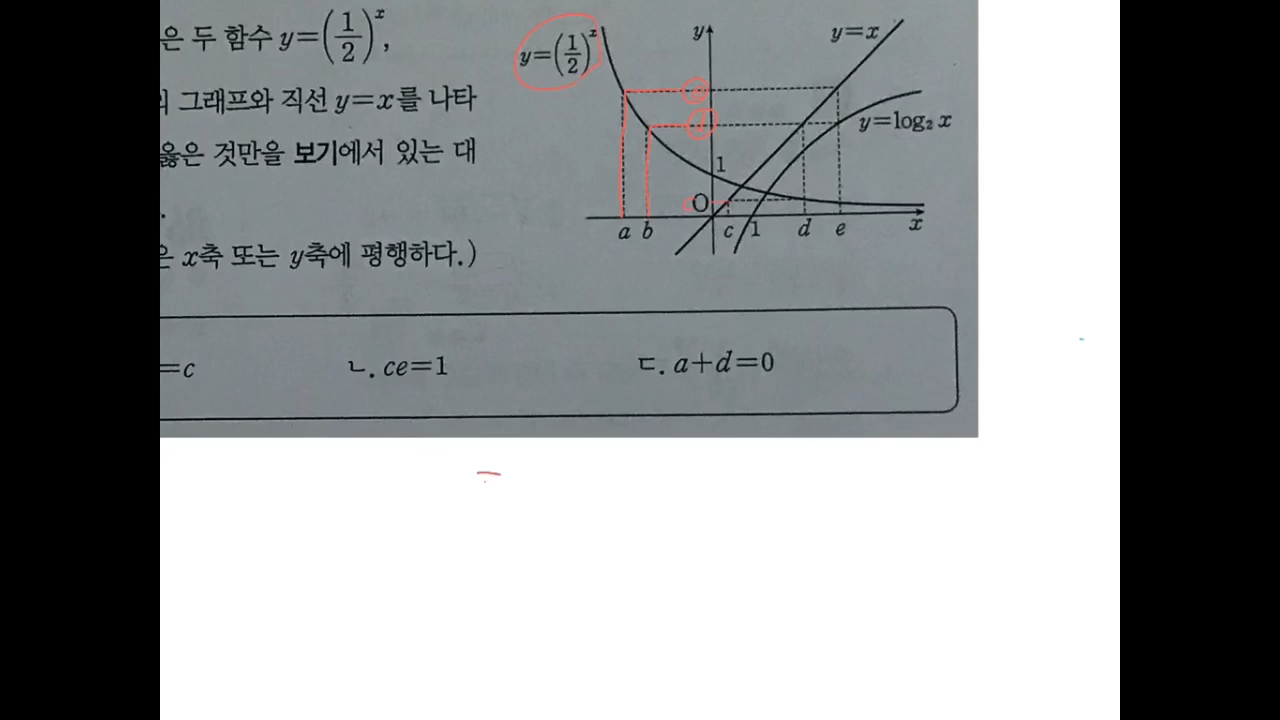 은 두 함수 y=(1/2)^x,
의 그래프와 직선 y=x를 나타
옳은 것만을 보기에서 있는 대
.
은 x축 또는 y축에 평행하다.)
y=(1/2)^x
y
y=x
y=log₂ x
1
O
a b c 1 d e x
=c ㄴ. ce=1 ㄷ. a+d=0